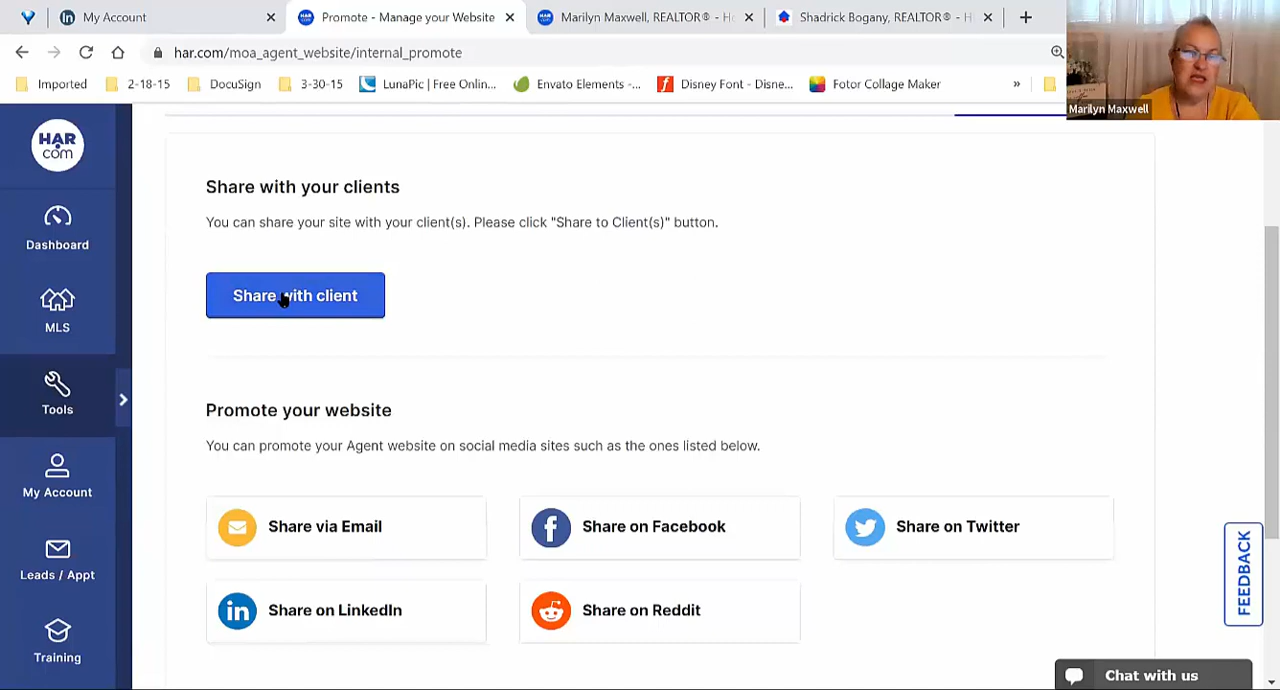 My Account
Promote - Manage your Website
Marilyn Maxwell, REALTOR® - H
Shadrick Bogany, REALTOR® - H
har.com/moa_agent_website/internal_promote
Imported
2-18-15
DocuSign
3-30-15
LunaPic | Free Onlin...
Envato Elements -...
Disney Font - Disne...
Fotor Collage Maker
»
Marilyn Maxwell
HAR
com
Dashboard
MLS
Tools
My Account
Leads / Appt
Training
Share with your clients
You can share your site with your client(s). Please click "Share to Client(s)" button.
Share with client
Promote your website
You can promote your Agent website on social media sites such as the ones listed below.
Share via Email
Share on Facebook
Share on Twitter
in Share on LinkedIn
Share on Reddit
FEEDBACK
Chat with us